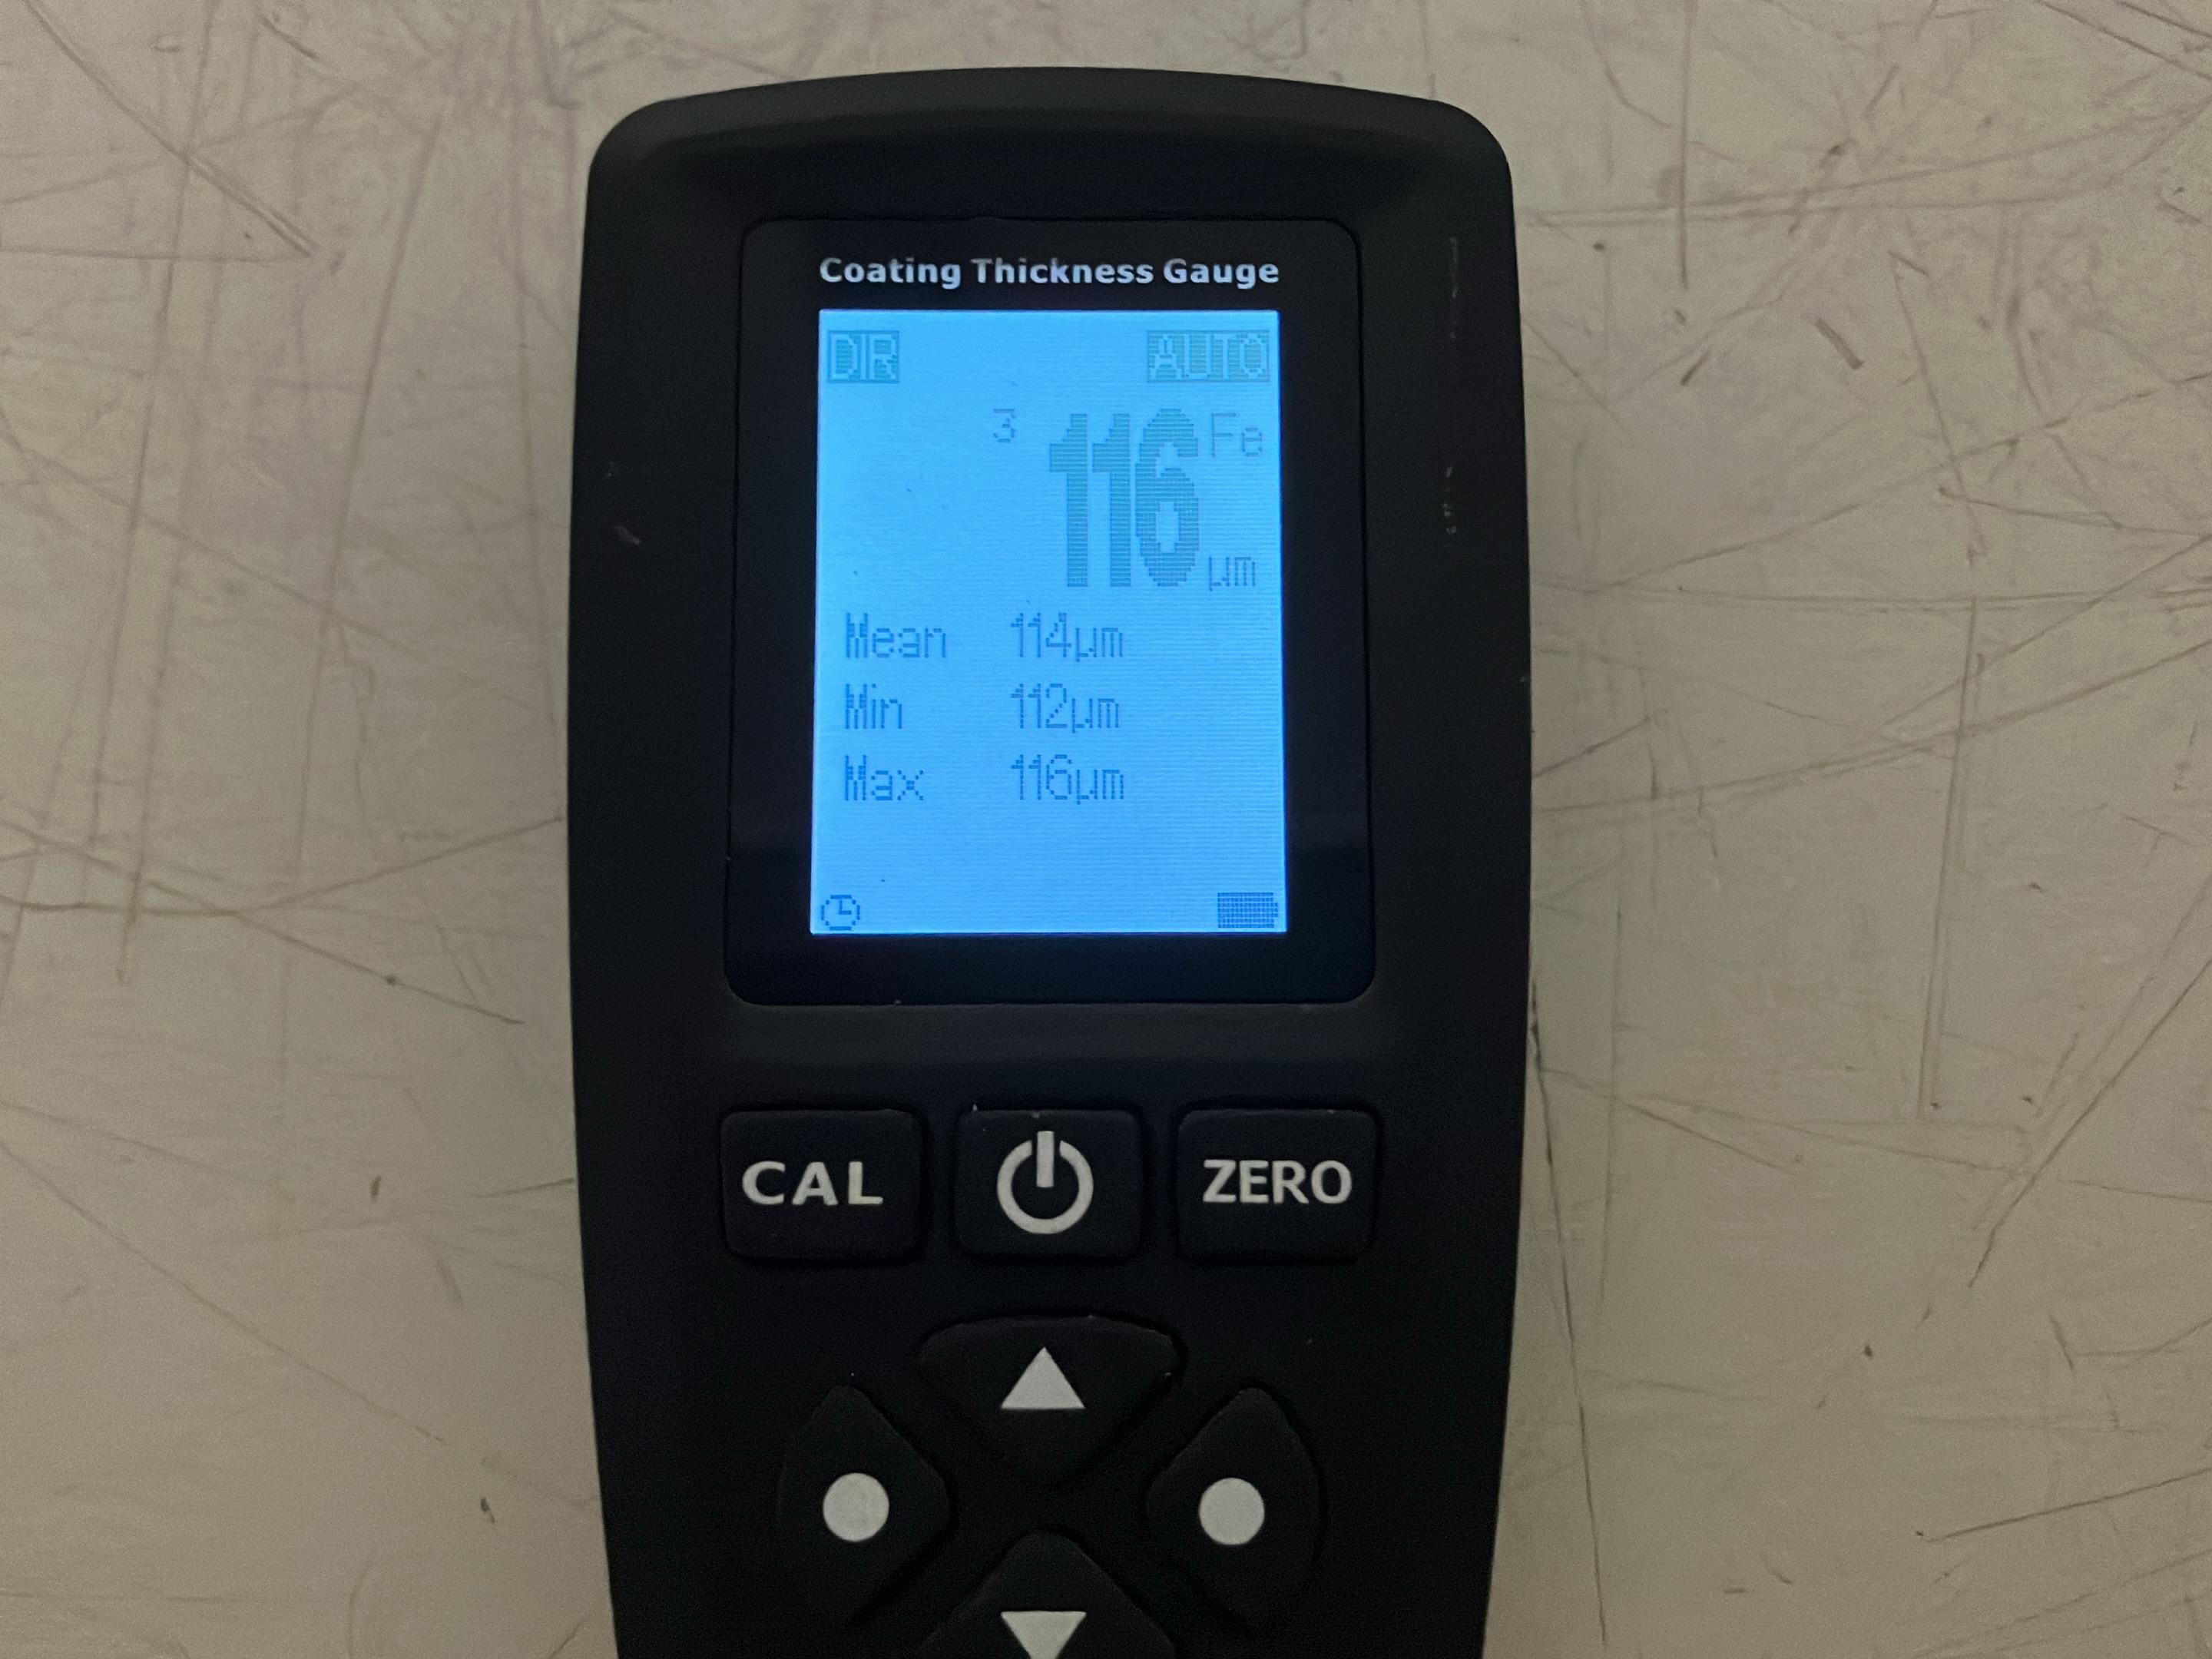 Coating Thickness Gauge
DIR AUTO
3 116 Fe
µm
Mean 114µm
Min 112µm
Max 116µm
CAL ZERO